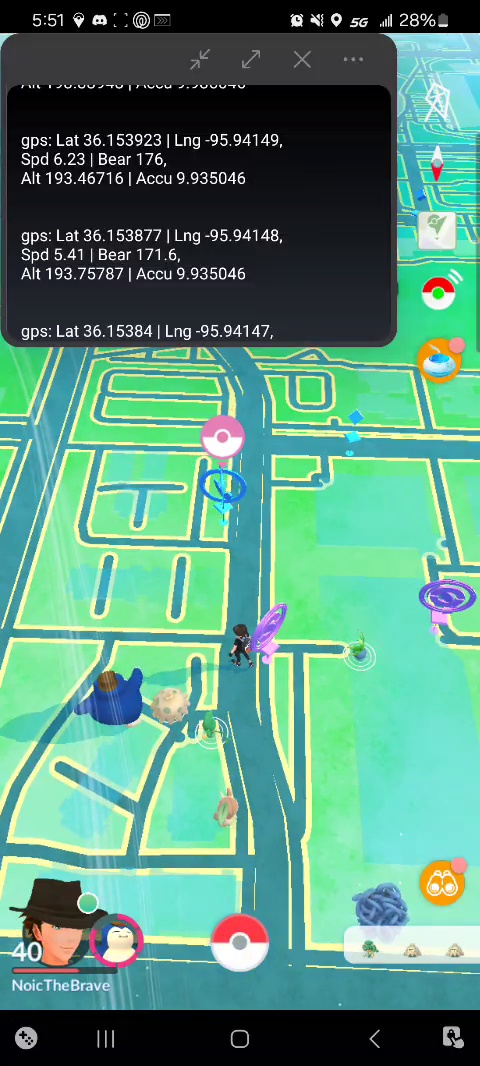 5:51
5G 28%
gps: Lat 36.153923 | Lng -95.94149,
Spd 6.23 | Bear 176,
Alt 193.46716 | Accu 9.935046
gps: Lat 36.153877 | Lng -95.94148,
Spd 5.41 | Bear 171.6,
Alt 193.75787 | Accu 9.935046
gps: Lat 36.15384 | Lng -95.94147,
40
NoicTheBrave